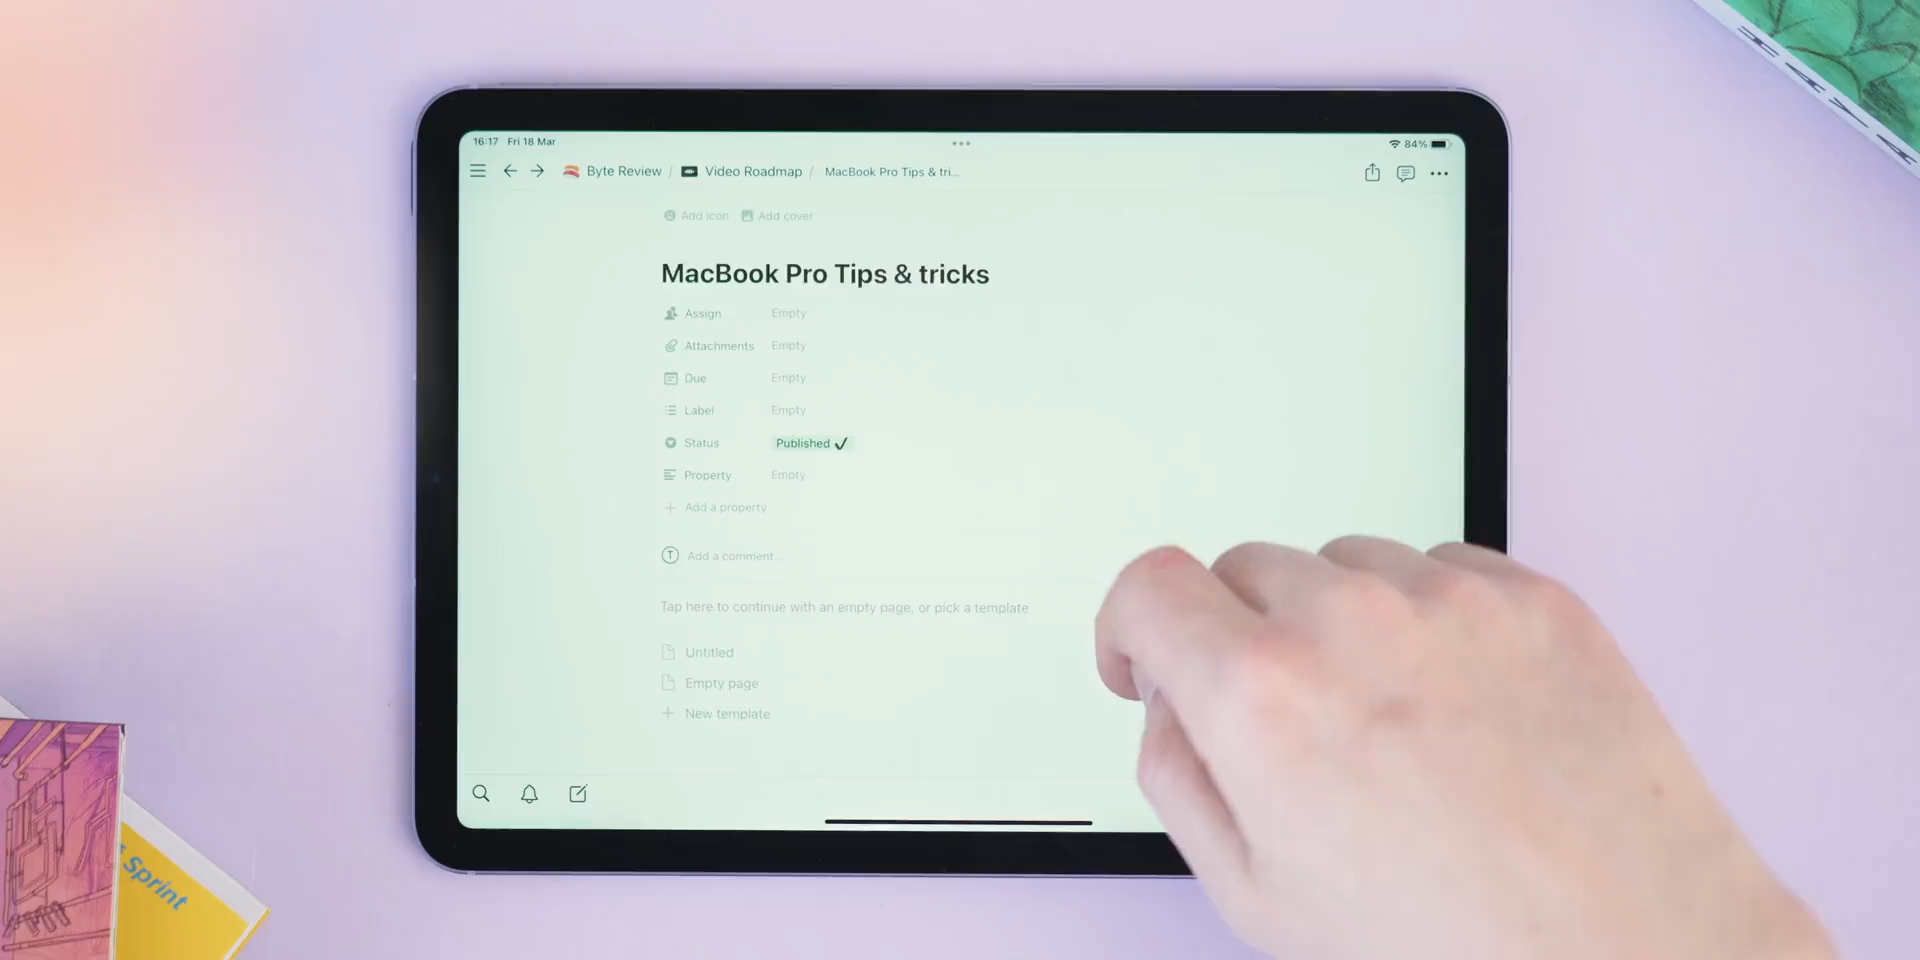 16:17 Fri 18 Mar
84%
Byte Review / Video Roadmap / MacBook Pro Tips & tri...
Add icon Add cover
MacBook Pro Tips & tricks
Assign Empty
Attachments Empty
Due Empty
Label Empty
Status Published ✓
Property Empty
+ Add a property
T Add a comment...
Tap here to continue with an empty page, or pick a template
Untitled
Empty page
+ New template
Sprint